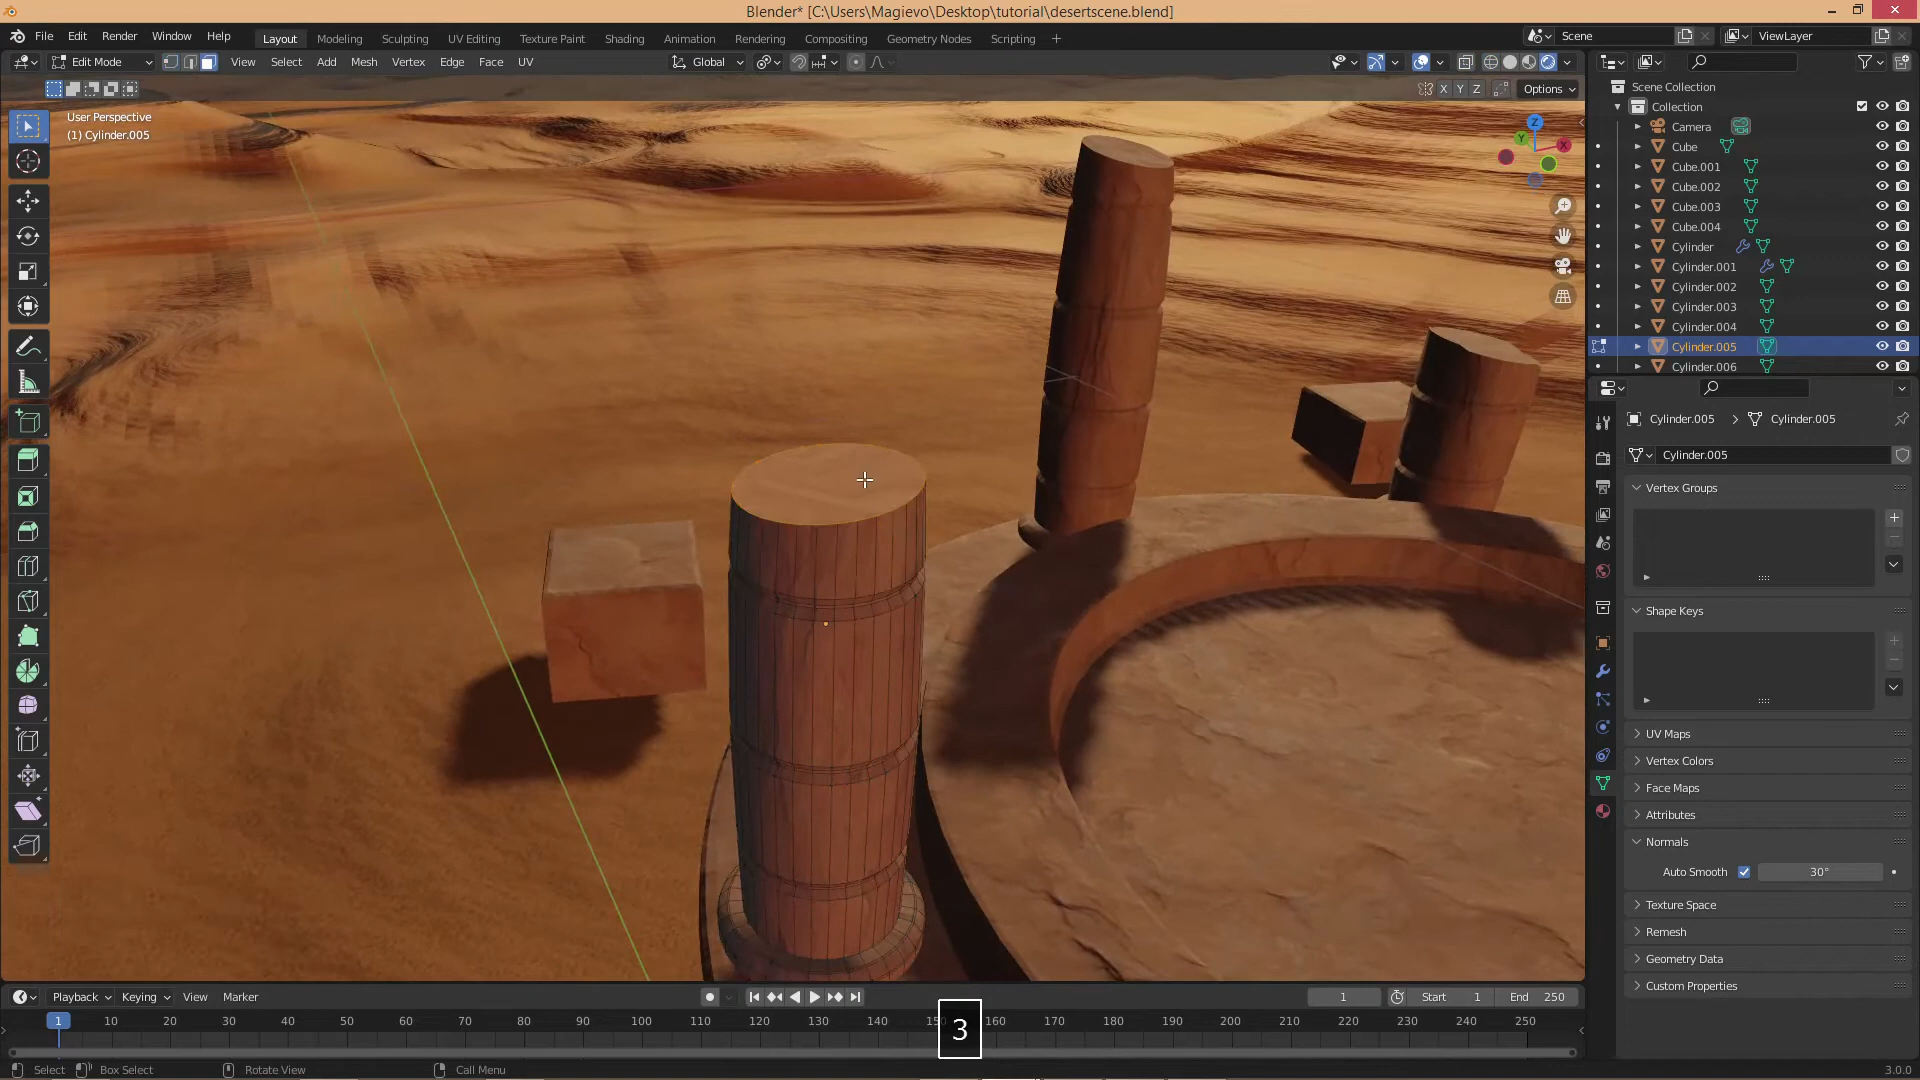 Blender* [C:\Users\Magievo\Desktop\tutorial\desertscene.blend]
File Edit Render Window Help Layout Modeling Sculpting UV Editing Texture Paint Shading Animation Rendering Compositing Geometry Nodes Scripting + Scene ViewLayer
Edit Mode View Select Add Mesh Vertex Edge Face UV Global
X Y Z Options
User Perspective
(1) Cylinder.005
Z
Y
X
Scene Collection
Collection
Camera
Cube
Cube.001
Cube.002
Cube.003
Cube.004
Cylinder
Cylinder.001
Cylinder.002
Cylinder.003
Cylinder.004
Cylinder.005
Cylinder.006
Cylinder.005 > Cylinder.005
Cylinder.005
Vertex Groups
Shape Keys
UV Maps
Vertex Colors
Face Maps
Attributes
Normals
Auto Smooth 30°
Texture Space
Remesh
Geometry Data
Custom Properties
Playback Keying View Marker 1 Start 1 End 250
1 10 20 30 40 50 60 70 80 90 100 110 120 130 140 160 170 180 190 200 210 220 230 240 250
3
Select Box Select Rotate View Call Menu 3.0.0